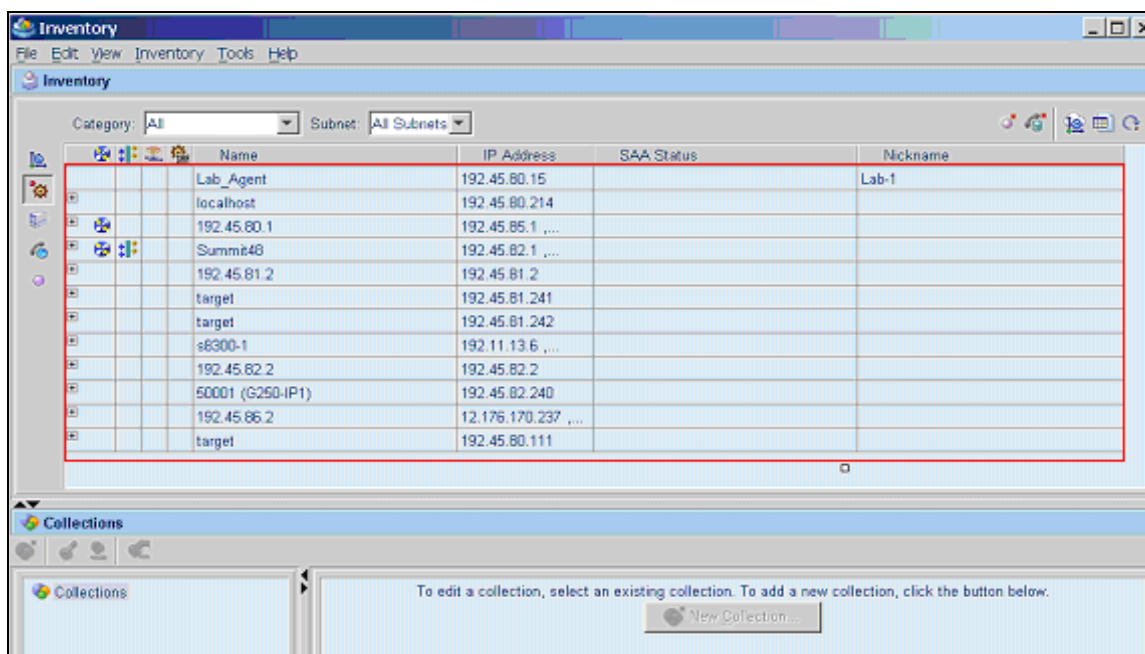 Inventory
File Edit View Inventory Tools Help
Inventory
Category: All Subnet: All Subnets
Name IP Address SAA Status Nickname
Lab_Agent 192.45.80.15 Lab-1
localhost 192.45.80.214
192.45.80.1 192.45.85.1 ,...
Summit48 192.45.82.1 ,...
192.45.81.2 192.45.81.2
target 192.45.81.241
target 192.45.81.242
s8300-1 192.11.13.6 ,...
192.45.82.2 192.45.82.2
50001 (G250-IP1) 192.45.82.240
192.45.86.2 12.176.170.237 ,...
target 192.45.80.111
Collections
Collections
To edit a collection, select an existing collection. To add a new collection, click the button below.
New Collection...